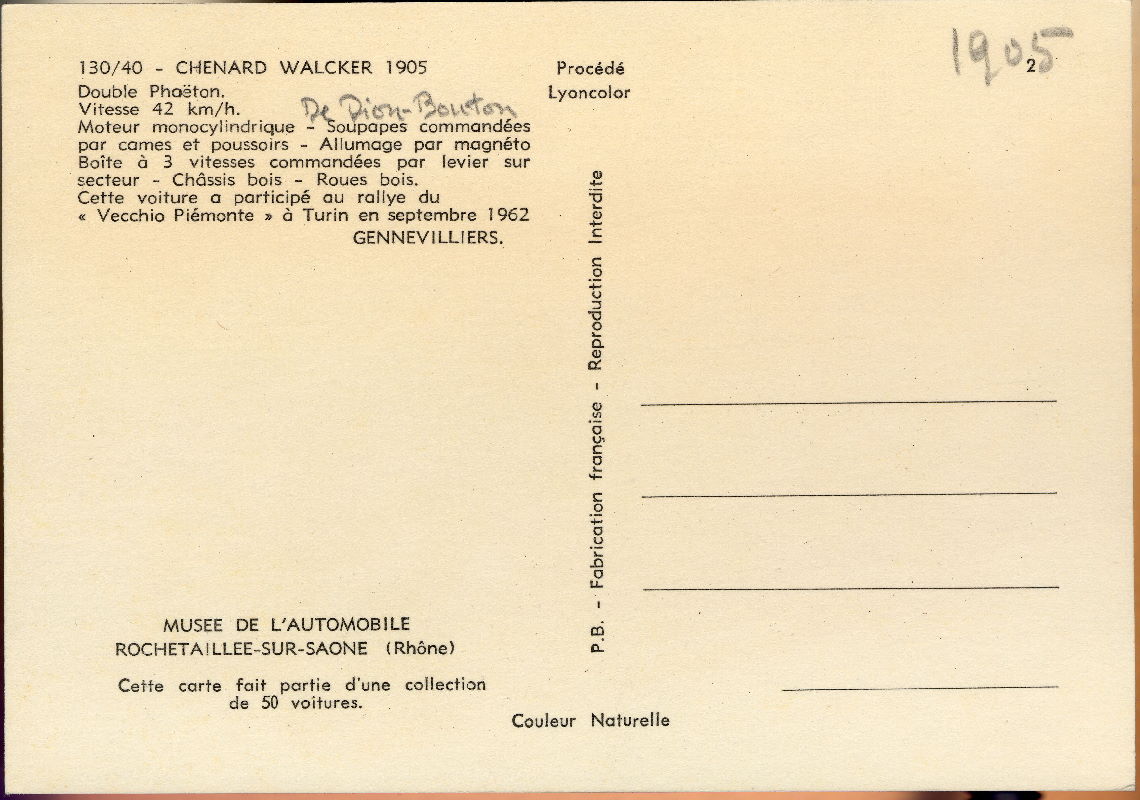 130/40 - CHENARD WALCKER 1905
Double Phaëton.
Vitesse 42 km/h.
De Dion-Bouton
Moteur monocylindrique - Soupapes commandées
par cames et poussoirs - Allumage par magnéto
Boîte à 3 vitesses commandées par levier sur
secteur - Châssis bois - Roues bois.
Cette voiture a participé au rallye du
« Vecchio Piémonte » à Turin en septembre 1962
GENNEVILLIERS.
MUSEE DE L'AUTOMOBILE
ROCHETAILLEE-SUR-SAONE (Rhône)
Cette carte fait partie d'une collection
de 50 voitures.
Procédé
Lyoncolor
P.B. - Fabrication française - Reproduction Interdite
Couleur Naturelle
1905
2